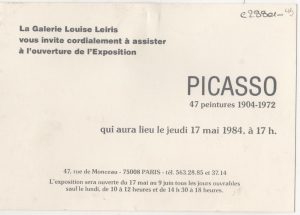 La Galerie Louise Leiris
vous invite cordialement à assister
à l'ouverture de l'Exposition
PICASSO
47 peintures 1904-1972
qui aura lieu le jeudi 17 mai 1984, à 17 h.
47, rue de Monceau - 75008 PARIS - tél. 563.28.85 et 37.14
L'exposition sera ouverte du 17 mai au 9 juin tous les jours ouvrables
sauf le lundi, de 10 à 12 heures et de 14 h 30 à 18 heures.